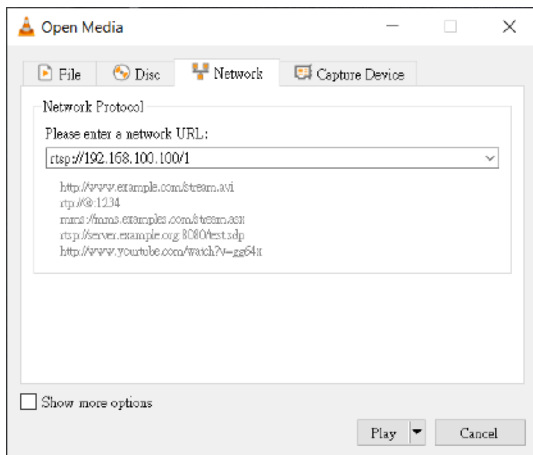 Open Media
File Disc Network Capture Device
Network Protocol
Please enter a network URL:
rtsp://192.168.100.100/1
http://www.example.com/stream.avi
rtp://@:1234
mms://mms.examples.com/stream.asx
rtsp://server.example.org:8080/test.sdp
http://www.yourtube.com/watch?v=gg64x
Show more options
Play Cancel